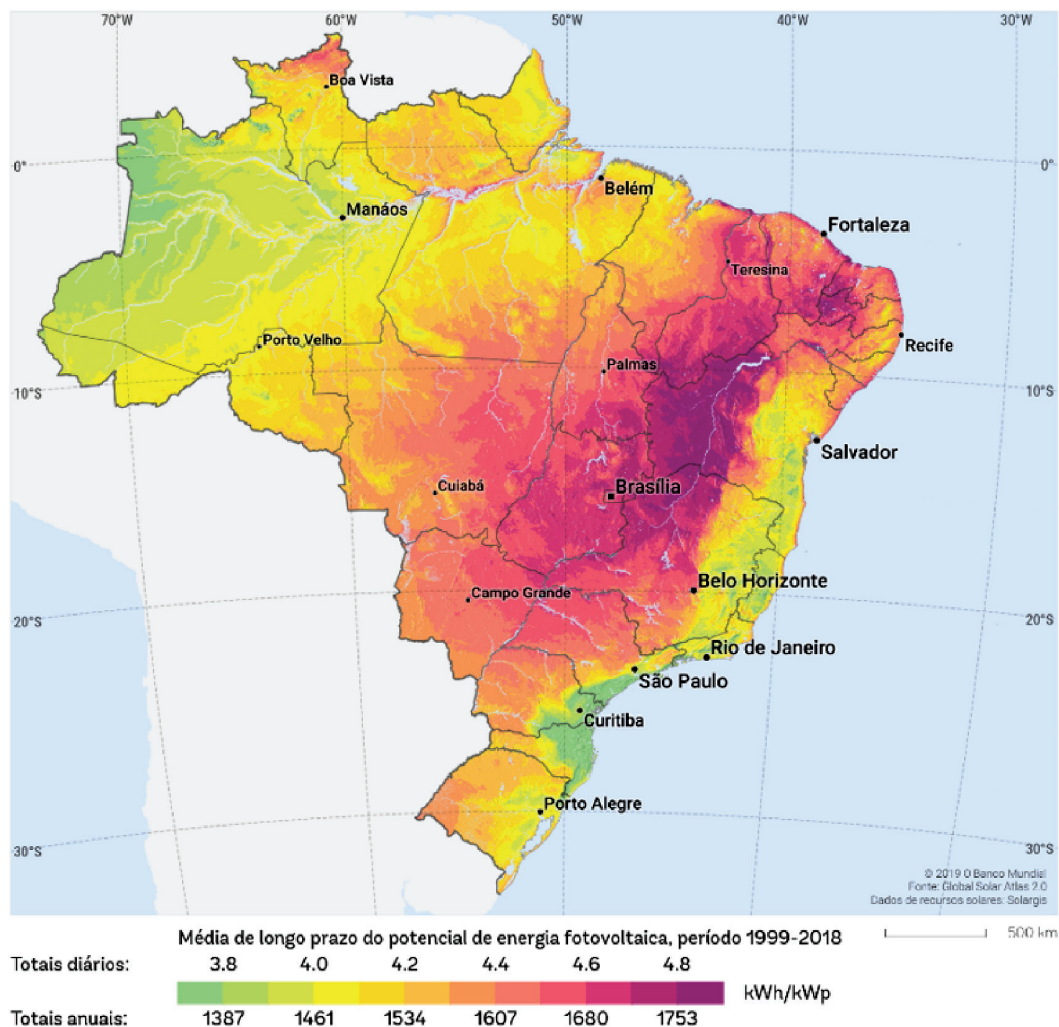 70°W 60°W 50°W 40°W 30°W
Boa Vista
0° 0°
Belém
Manáos
Fortaleza
Teresina
Porto Velho
Recife
Palmas
10°S 10°S
Salvador
Cuiabá
Brasília
Belo Horizonte
Campo Grande
20°S 20°S
Rio de Janeiro
São Paulo
Curitiba
Porto Alegre
30°S 30°S
© 2019 O Banco Mundial
Fonte: Global Solar Atlas 2.0
Dados de recursos solares: Solargis
Média de longo prazo do potencial de energia fotovoltaica, período 1999-2018
500 km
Totais diários: 3.8 4.0 4.2 4.4 4.6 4.8
kWh/kWp
Totais anuais: 1387 1461 1534 1607 1680 1753